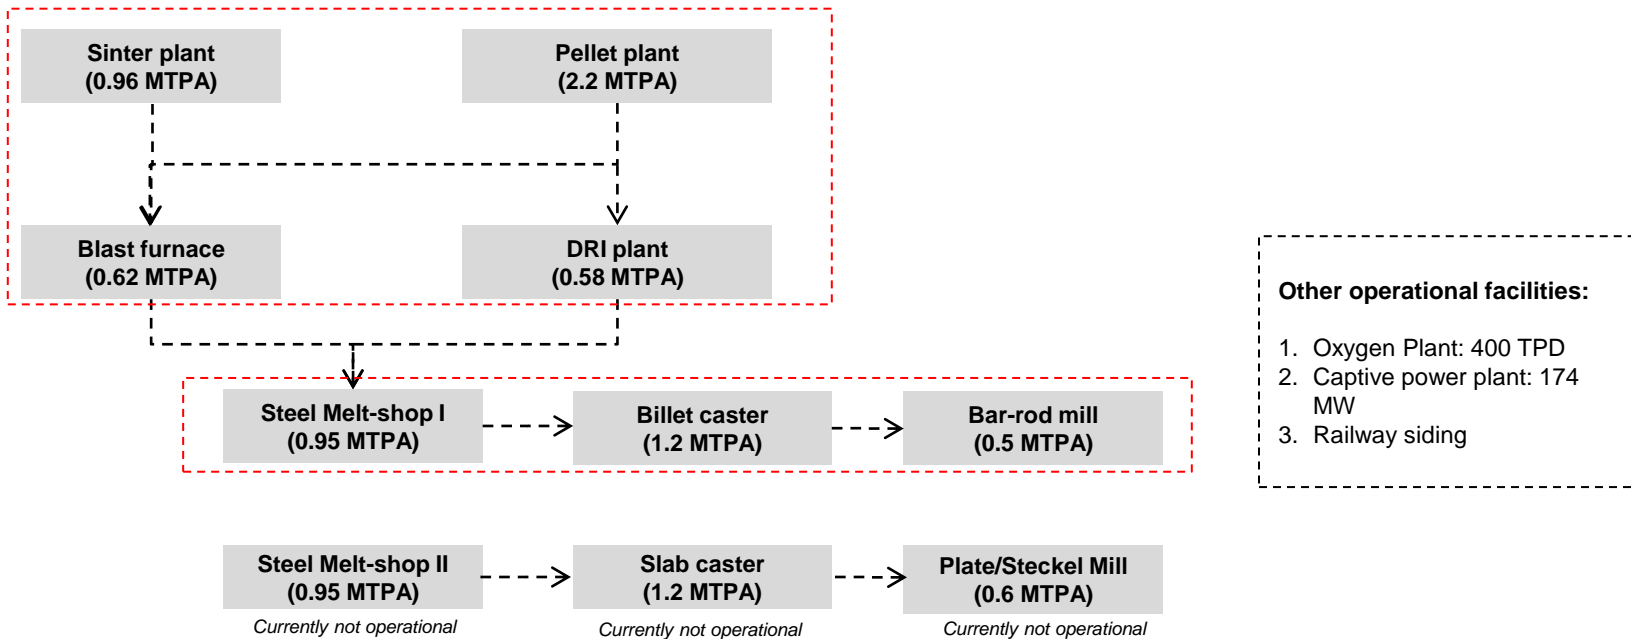 Sinter plant
(0.96 MTPA)
Pellet plant
(2.2 MTPA)
Blast furnace
(0.62 MTPA)
DRI plant
(0.58 MTPA)
Other operational facilities:
1. Oxygen Plant: 400 TPD
2. Captive power plant: 174
MW
3. Railway siding
Steel Melt-shop I
(0.95 MTPA)
Billet caster
(1.2 MTPA)
Bar-rod mill
(0.5 MTPA)
Steel Melt-shop II
(0.95 MTPA)
Currently not operational
Slab caster
(1.2 MTPA)
Currently not operational
Plate/Steckel Mill
(0.6 MTPA)
Currently not operational